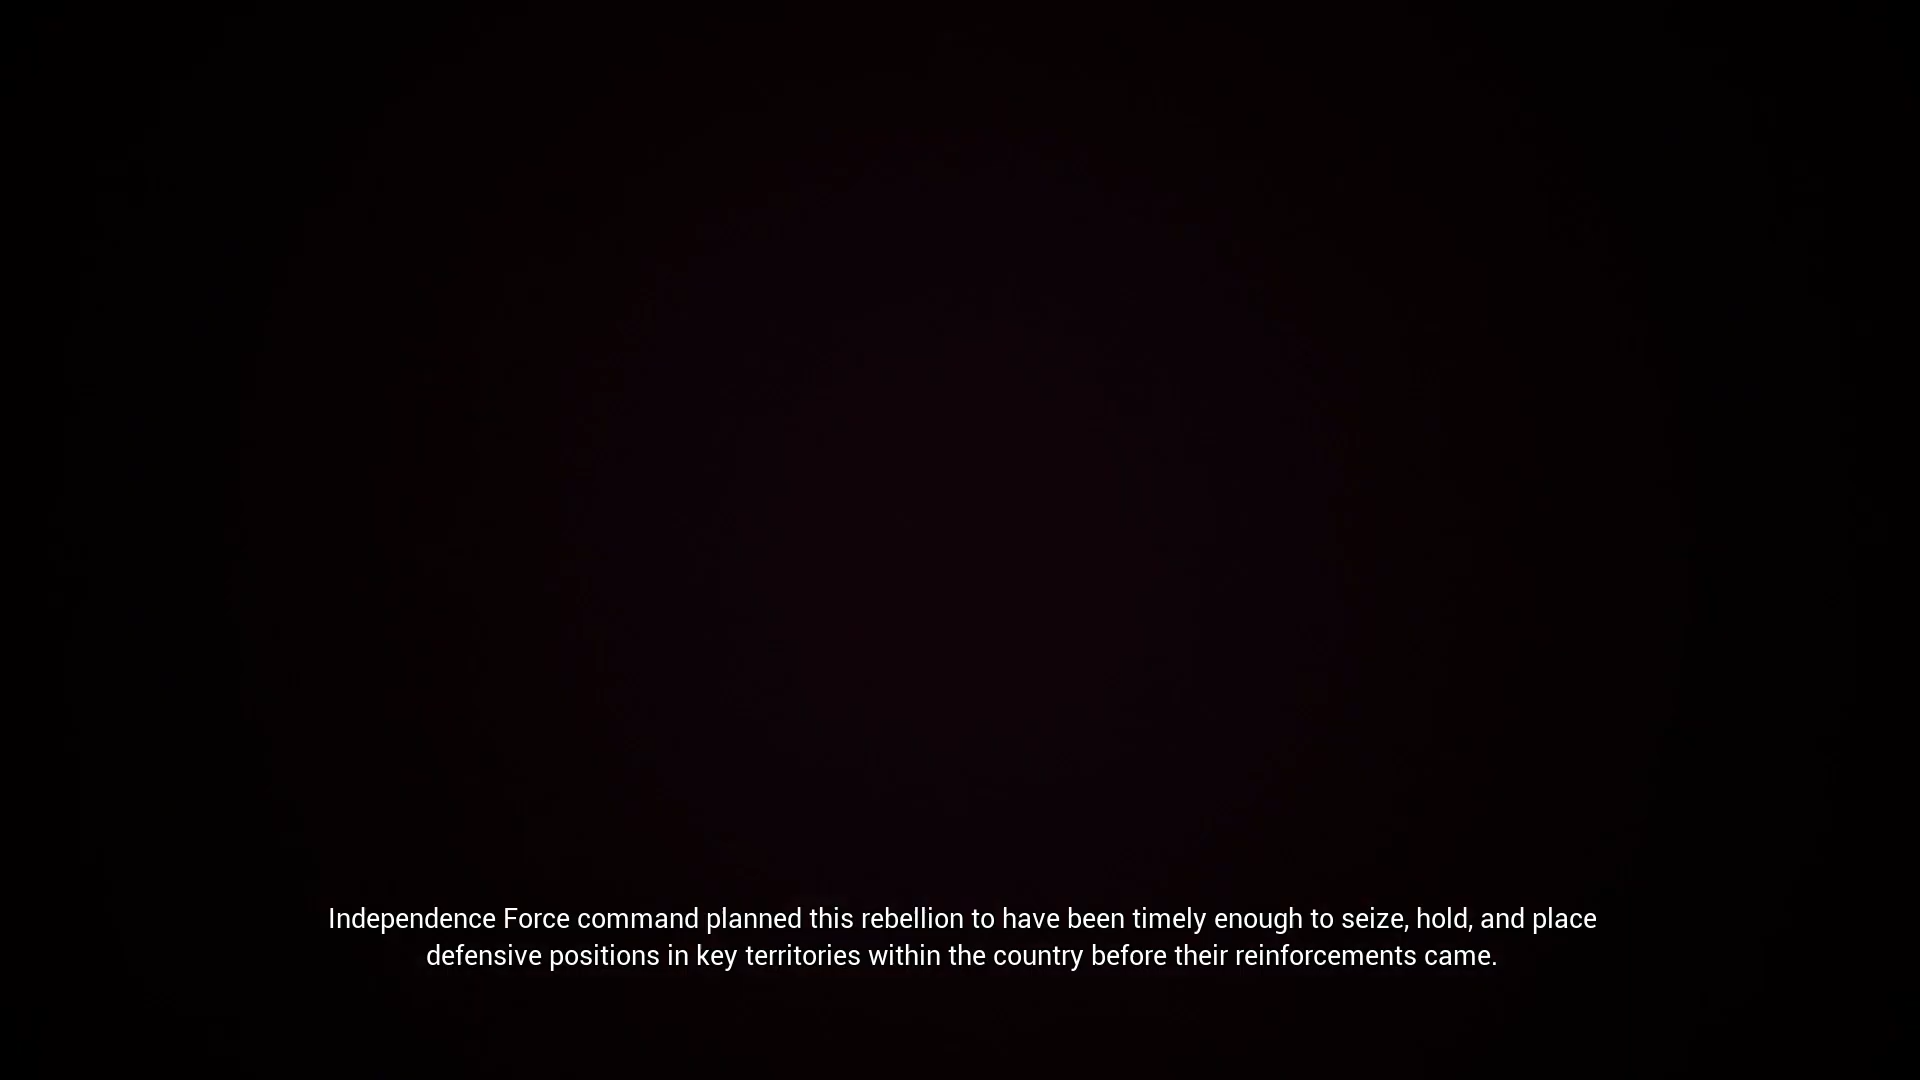 Independence Force command planned this rebellion to have been timely enough to seize, hold, and place
defensive positions in key territories within the country before their reinforcements came.